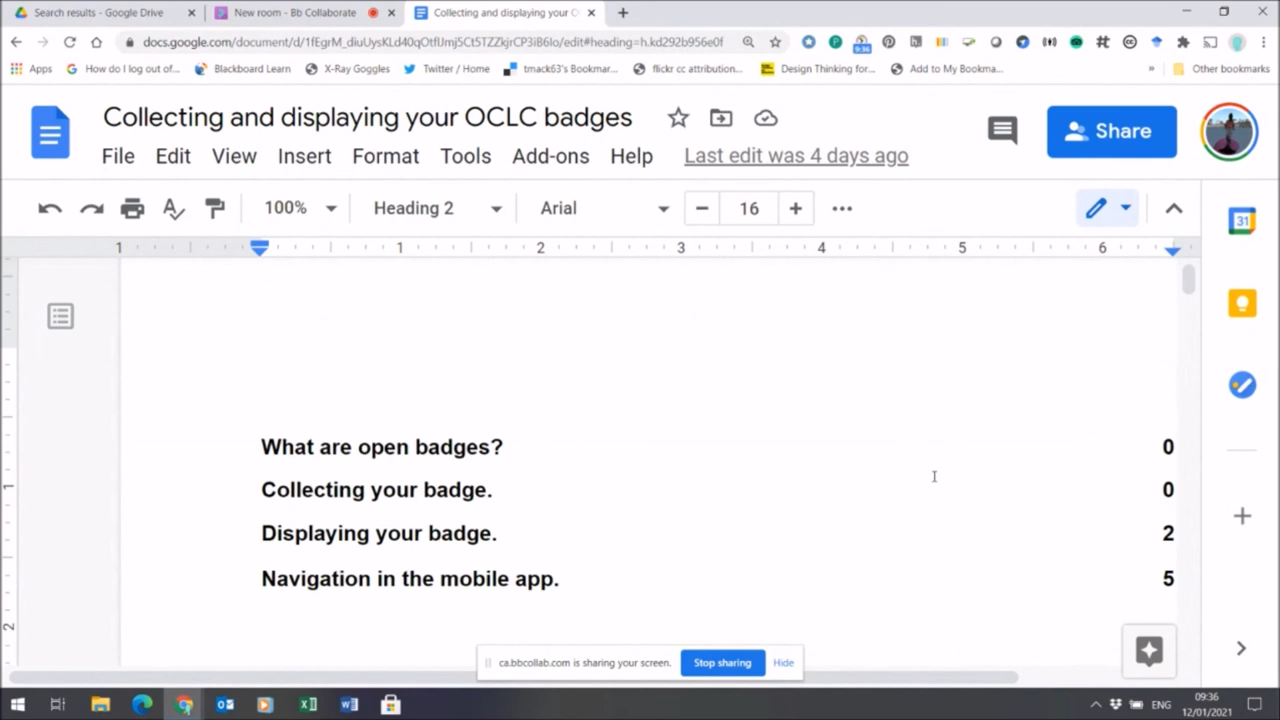 Search results - Google Drive
New room - Bb Collaborate
Collecting and displaying your O
docs.google.com/document/d/1fEgrM_diuUysKLd40qOtfUmj5Ct5TZZkjrCP3iB6Io/edit#heading=h.kd292b956e0f
9:36
Apps
How do I log out of...
Blackboard Learn
X-Ray Goggles
Twitter / Home
tmack63's Bookmar...
flickr cc attribution...
Design Thinking for...
Add to My Bookma...
»
Other bookmarks
Collecting and displaying your OCLC badges
File Edit View Insert Format Tools Add-ons Help Last edit was 4 days ago
Share
100% Heading 2 Arial 16
31
1 1 2 3 4 5 6
What are open badges? 0
Collecting your badge. 0
Displaying your badge. 2
Navigation in the mobile app. 5
1
2
ca.bbcollab.com is sharing your screen. Stop sharing Hide
ENG
09:36
12/01/2021